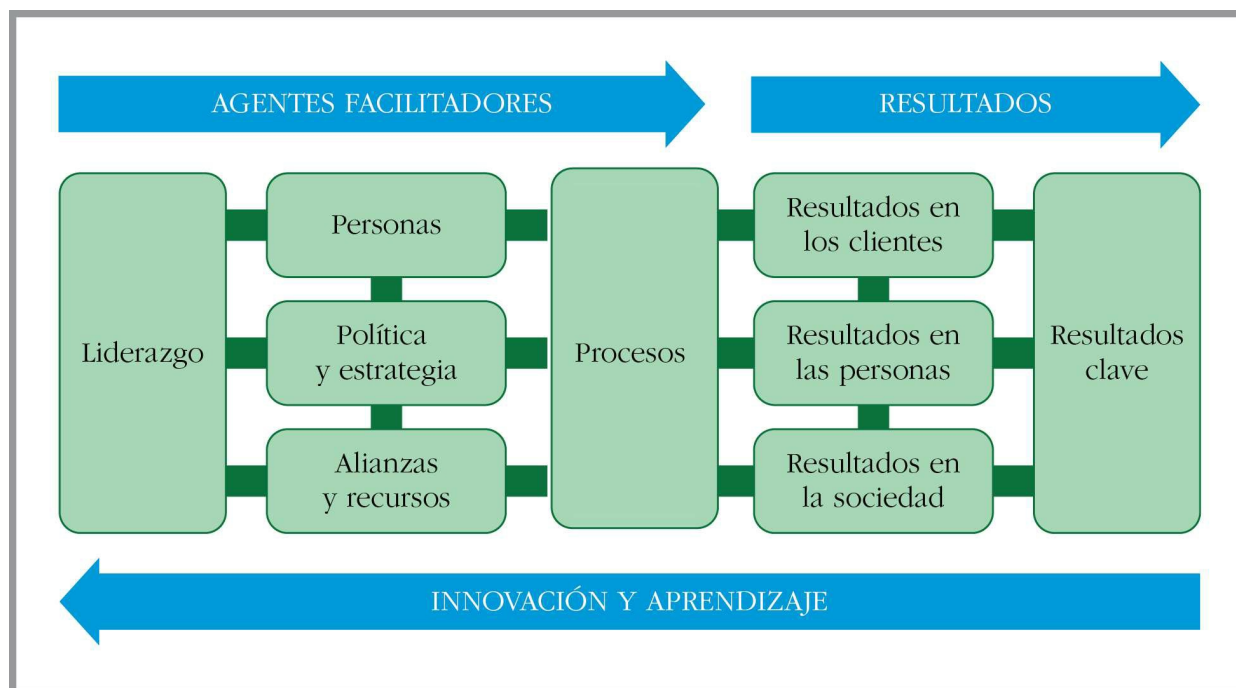 AGENTES FACILITADORES
RESULTADOS
Liderazgo
Personas
Política
y estrategia
Alianzas
y recursos
Procesos
Resultados en
los clientes
Resultados en
las personas
Resultados en
la sociedad
Resultados
clave
INNOVACIÓN Y APRENDIZAJE